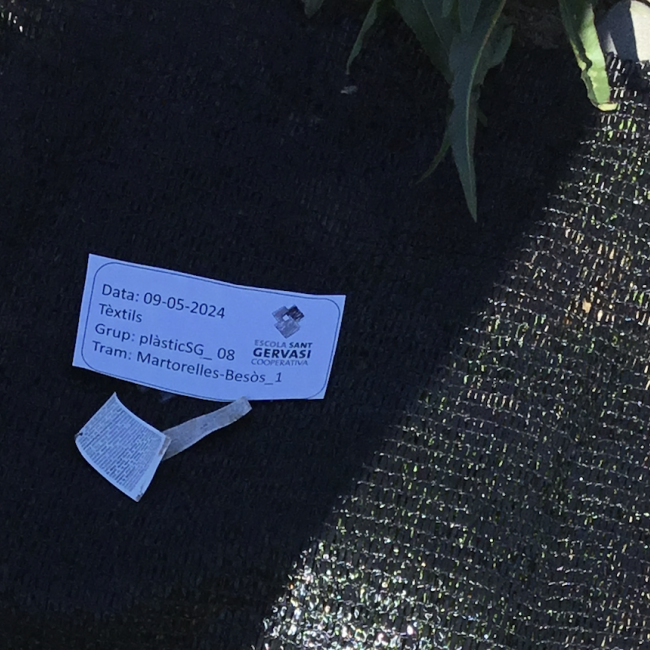 Data: 09-05-2024
Tèxtils
Grup: plàsticSG_ 08
Tram: Martorelles-Besòs_1
ESCOLA SANT
GERVASI
COOPERATIVA